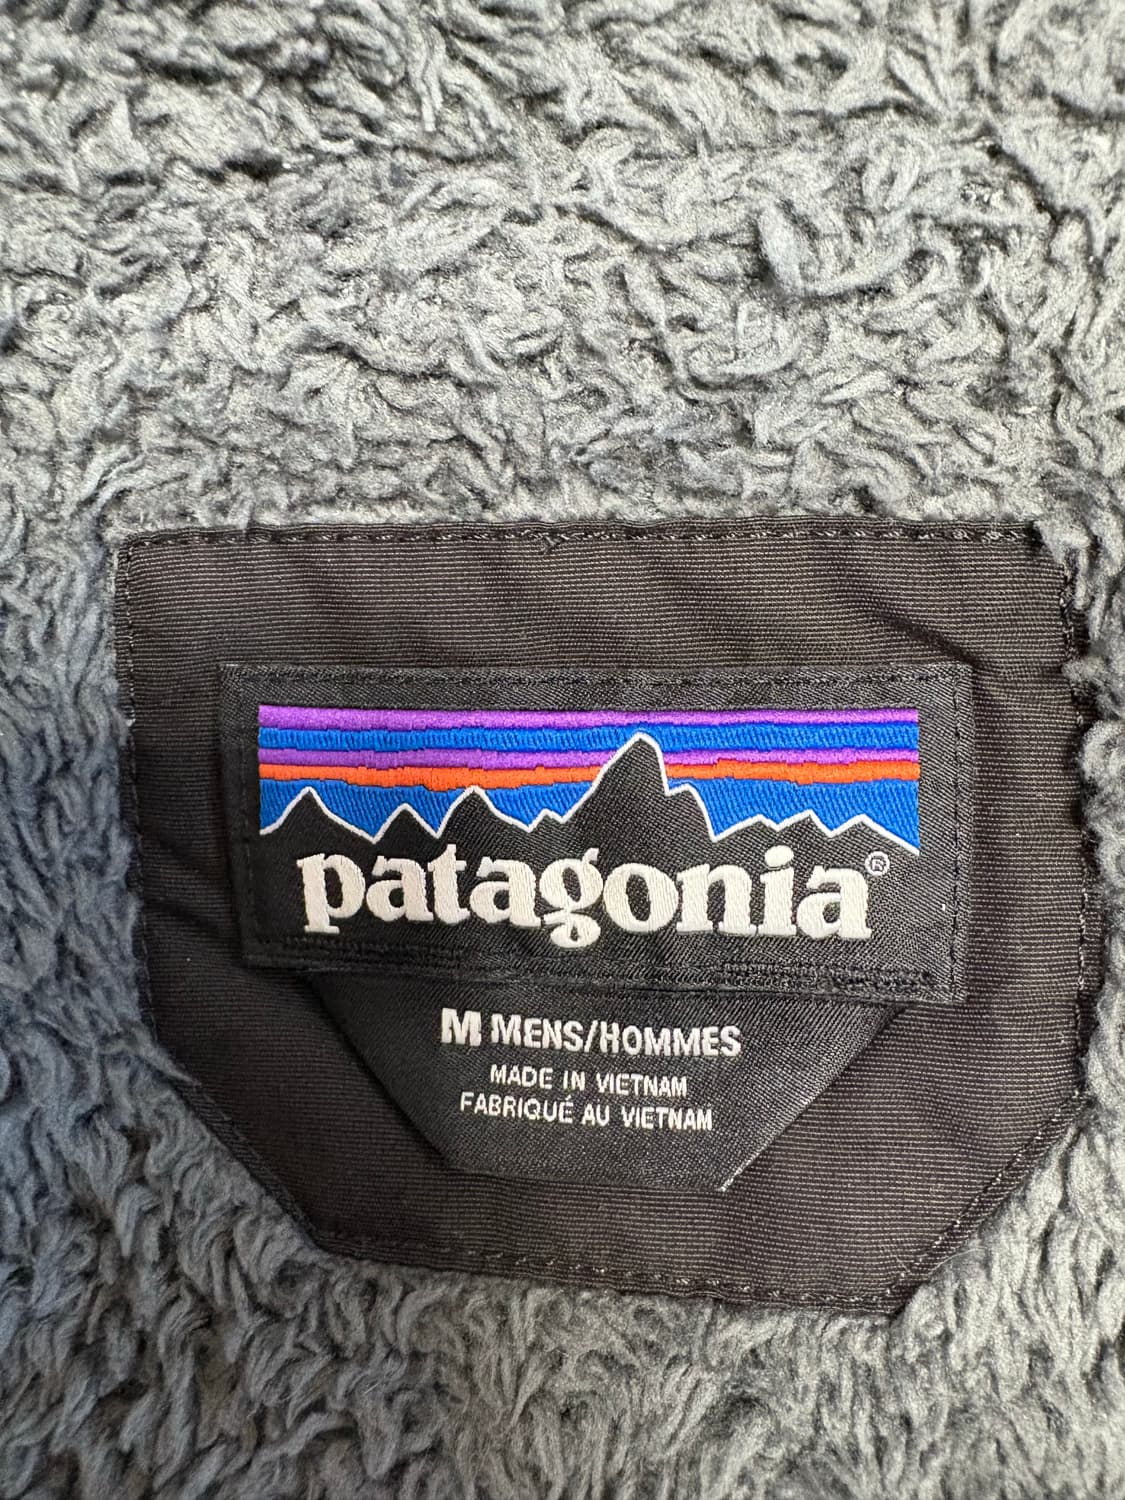 patagonia®
M MENS/HOMMES
MADE IN VIETNAM
FABRIQUÉ AU VIETNAM